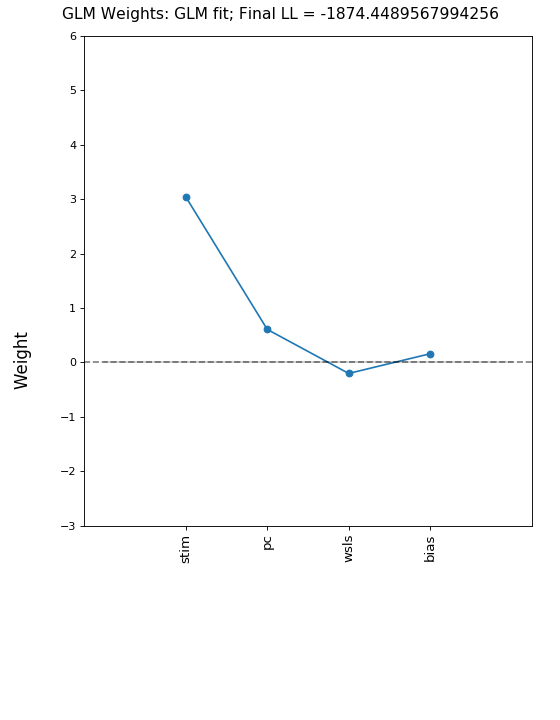 GLM Weights: GLM fit; Final LL = -1874.4489567994256
6
5
4
3
2
1
0
−1
−2
−3
Weight
stim
pc
wsls
bias